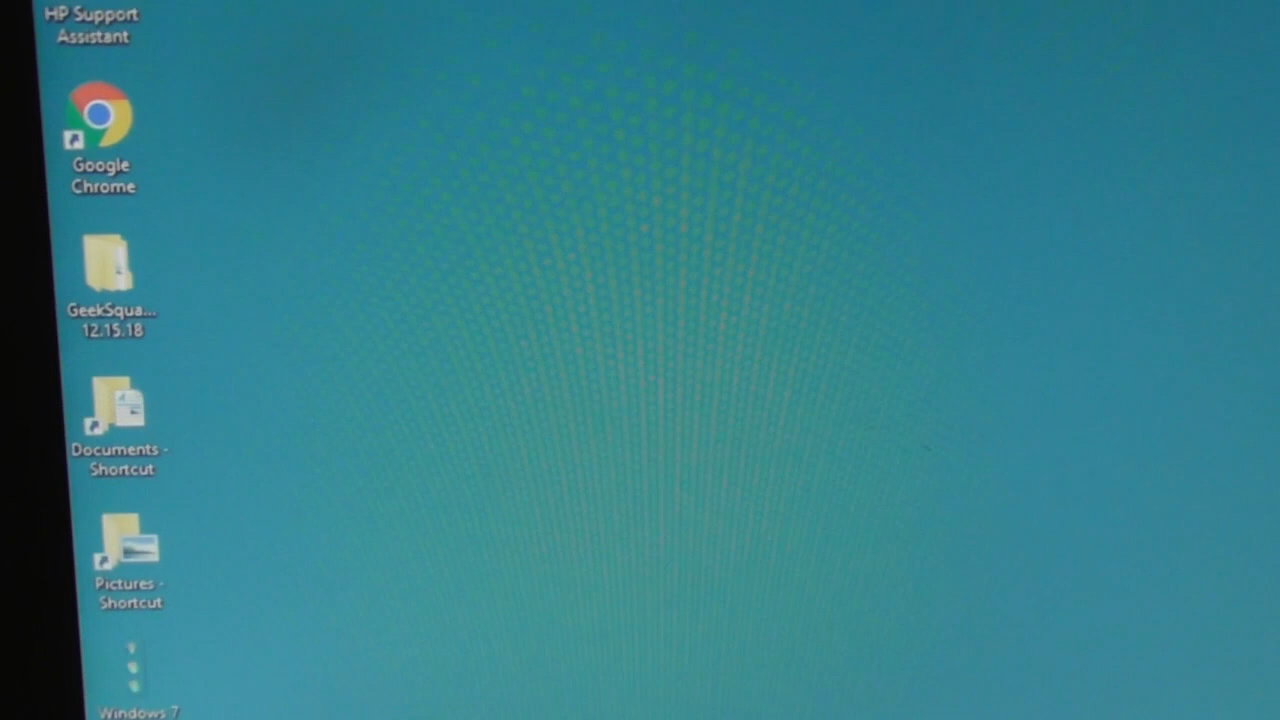 HP Support
Assistant
Google
Chrome
GeekSqua...
12.15.18
Documents -
Shortcut
Pictures -
Shortcut
Windows 7